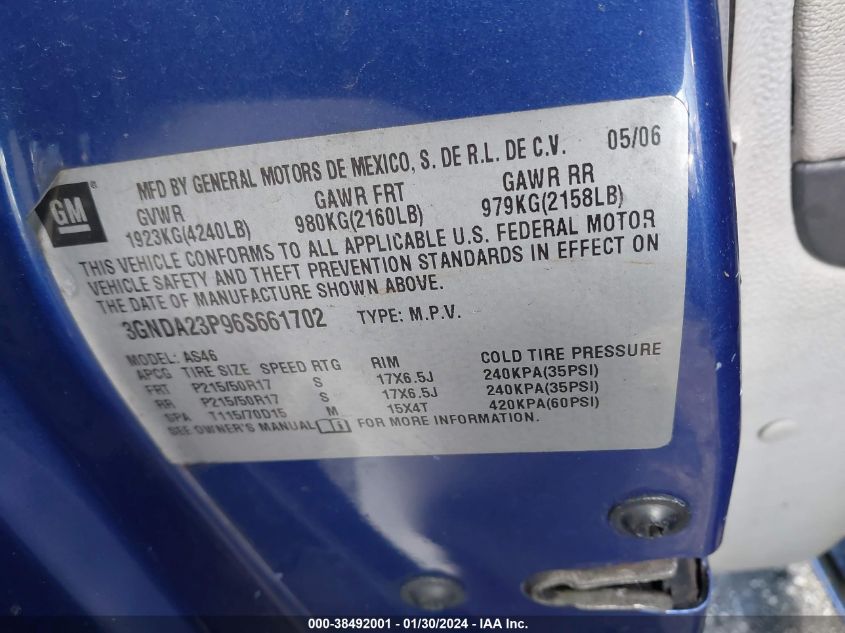 GM®
MFD BY GENERAL MOTORS DE MEXICO, S. DE R.L. DE C.V. 05/06
GVWR GAWR FRT GAWR RR
1923KG(4240LB) 980KG(2160LB) 979KG(2158LB)
THIS VEHICLE CONFORMS TO ALL APPLICABLE U.S. FEDERAL MOTOR
VEHICLE SAFETY AND THEFT PREVENTION STANDARDS IN EFFECT ON
THE DATE OF MANUFACTURE SHOWN ABOVE.
3GNDA23P96S661702 TYPE: M.P.V.
MODEL: AS46
APCG TIRE SIZE SPEED RTG RIM COLD TIRE PRESSURE
FRT P215/50R17 S 17X6.5J 240KPA(35PSI)
RR P215/50R17 S 17X6.5J 240KPA(35PSI)
SPA T115/70D15 M 15X4T 420KPA(60PSI)
SEE OWNER'S MANUAL FOR MORE INFORMATION.
000-38492001 - 01/30/2024 - IAA Inc.